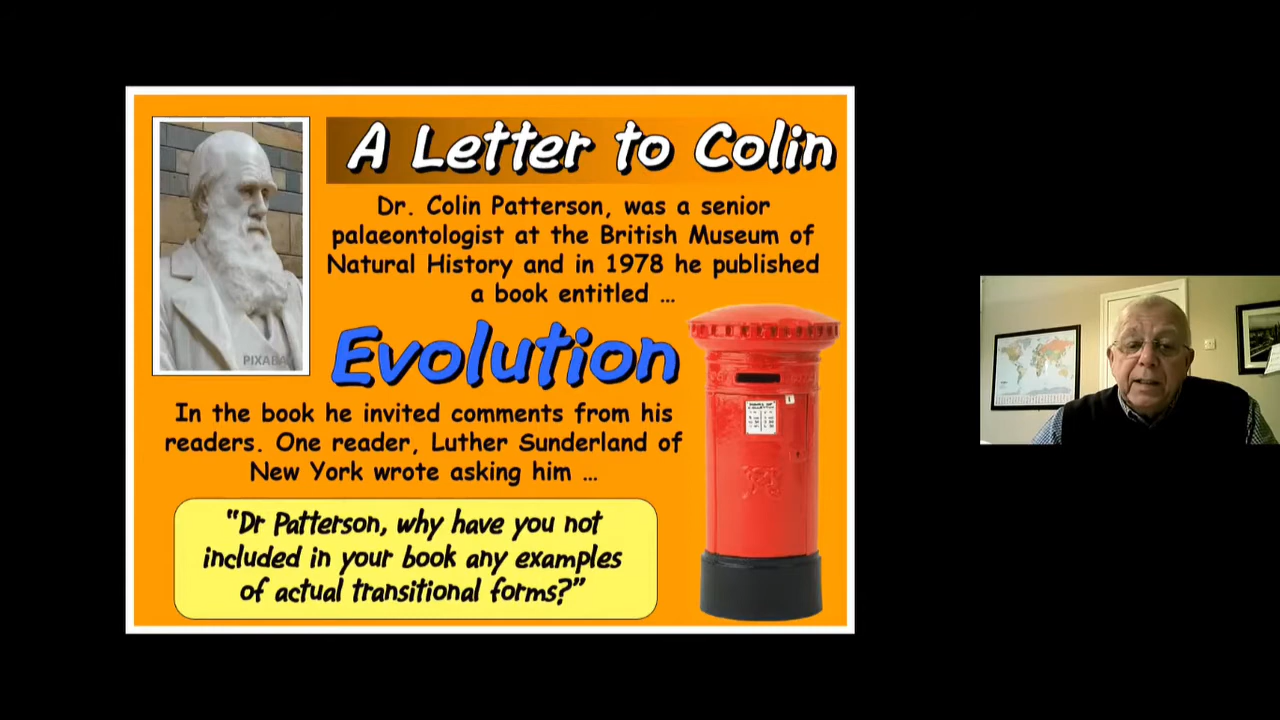 A Letter to Colin
Dr. Colin Patterson, was a senior
palaeontologist at the British Museum of
Natural History and in 1978 he published
a book entitled …
PIXABA
Evolution
In the book he invited comments from his
readers. One reader, Luther Sunderland of
New York wrote asking him …
"Dr Patterson, why have you not
included in your book any examples
of actual transitional forms?"